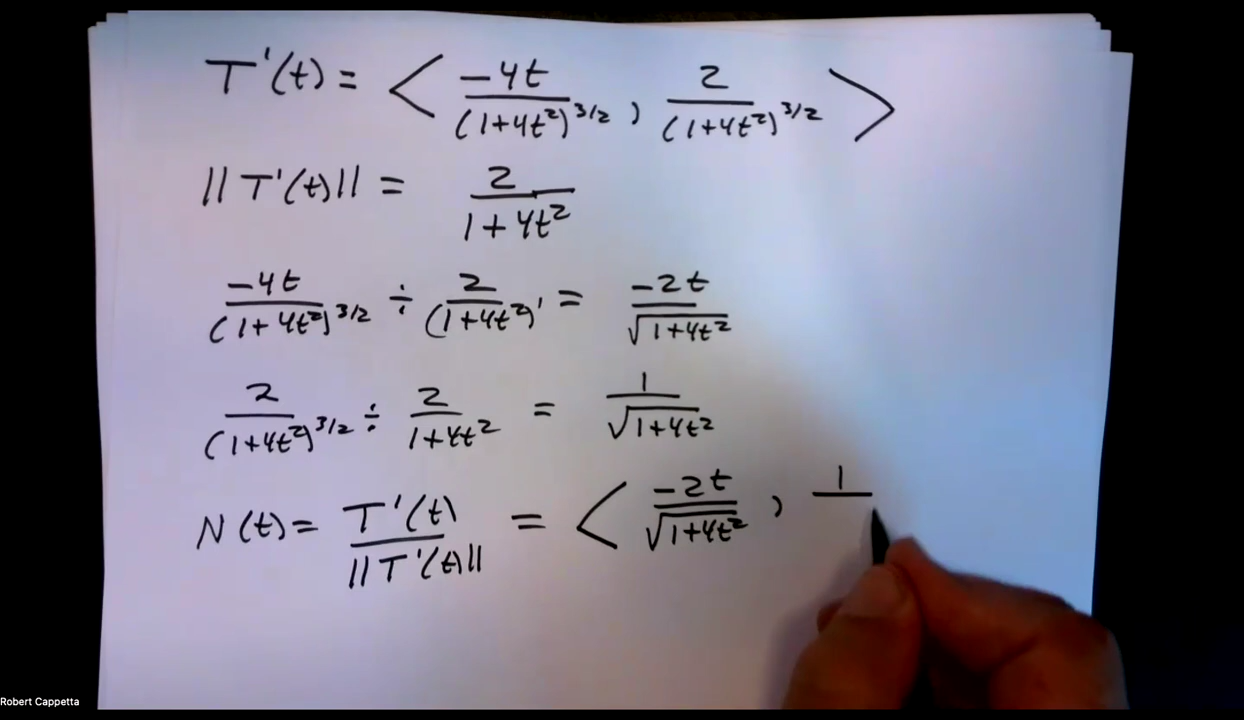 T'(t) = < -4t/(1+4t²)^3/2 , 2/(1+4t²)^3/2 >
||T'(t)|| = 2/1+4t²
-4t/(1+4t²)^3/2 ÷ 2/(1+4t²)' = -2t/√1+4t²
2/(1+4t²)^3/2 ÷ 2/1+4t² = 1/√1+4t²
N(t) = T'(t)/||T'(t)|| = < -2t/√1+4t² , 1/
Robert Cappetta